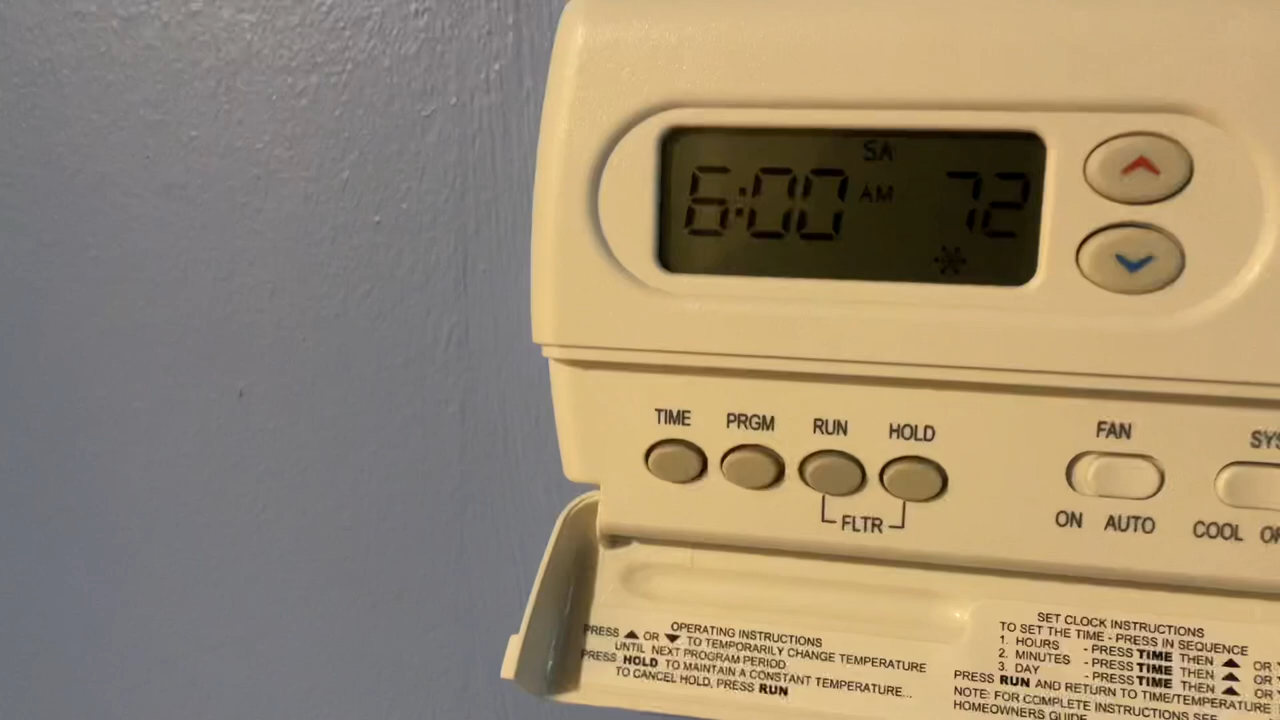 SA
6:00 AM 72
TIME PRGM RUN HOLD
FLTR
FAN
ON AUTO
COOL
OPERATING INSTRUCTIONS
PRESS ▲ OR ▼ TO TEMPORARILY CHANGE TEMPERATURE
UNTIL NEXT PROGRAM PERIOD
PRESS HOLD TO MAINTAIN A CONSTANT TEMPERATURE...
TO CANCEL HOLD, PRESS RUN
SET CLOCK INSTRUCTIONS
TO SET THE TIME - PRESS IN SEQUENCE
1. HOURS - PRESS TIME THEN ▲ OR
2. MINUTES - PRESS TIME THEN ▲ OR
3. DAY - PRESS TIME THEN ▲ OR
PRESS RUN AND RETURN TO TIME/TEMPERATURE
NOTE: FOR COMPLETE INSTRUCTIONS SEE
HOMEOWNERS GUIDE